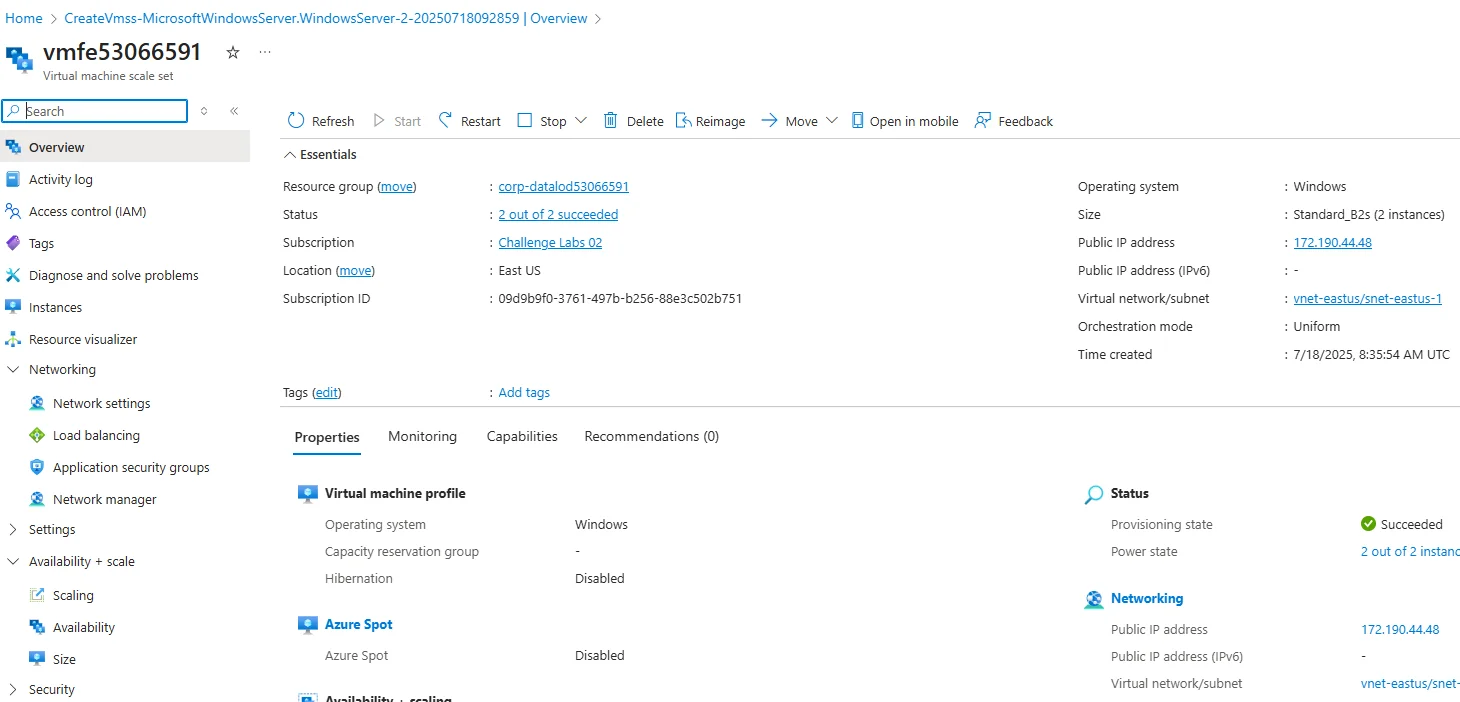 Home > CreateVmss-MicrosoftWindowsServer.WindowsServer-2-20250718092859 | Overview >
vmfe53066591
Virtual machine scale set
Search
Refresh Start Restart Stop Delete Reimage Move Open in mobile Feedback
Overview
Activity log
Access control (IAM)
Tags
Diagnose and solve problems
Instances
Resource visualizer
Networking
Network settings
Load balancing
Application security groups
Network manager
Settings
Availability + scale
Scaling
Availability
Size
Security
Essentials
Resource group (move) : corp-datalod53066591
Status : 2 out of 2 succeeded
Subscription : Challenge Labs 02
Location (move) : East US
Subscription ID : 09d9b9f0-3761-497b-b256-88e3c502b751
Operating system : Windows
Size : Standard_B2s (2 instances)
Public IP address : 172.190.44.48
Public IP address (IPv6) : -
Virtual network/subnet : vnet-eastus/snet-eastus-1
Orchestration mode : Uniform
Time created : 7/18/2025, 8:35:54 AM UTC
Tags (edit) : Add tags
Properties Monitoring Capabilities Recommendations (0)
Virtual machine profile
Operating system Windows
Capacity reservation group -
Hibernation Disabled
Azure Spot
Azure Spot Disabled
Availability + scaling
Status
Provisioning state Succeeded
Power state 2 out of 2 instanc
Networking
Public IP address 172.190.44.48
Public IP address (IPv6) -
Virtual network/subnet vnet-eastus/snet-